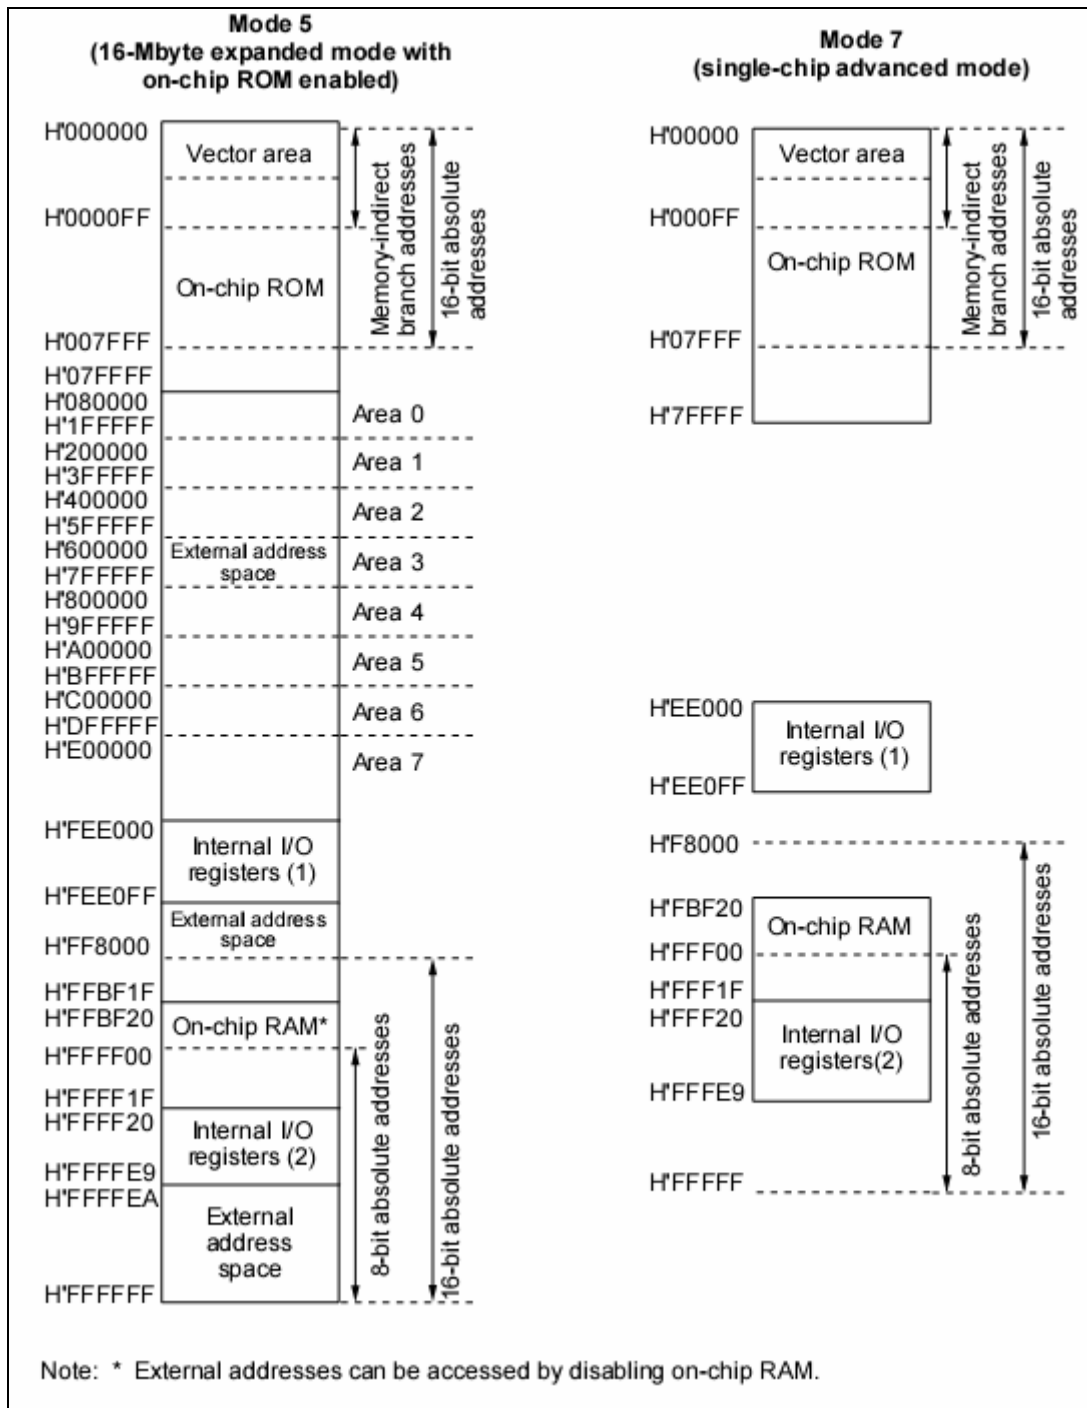 Mode 5
(16-Mbyte expanded mode with
on-chip ROM enabled)
H'000000
Vector area
H'0000FF
On-chip ROM
H'007FFF
H'07FFFF
Memory-indirect
branch addresses
16-bit absolute
addresses
H'080000
H'1FFFFF
Area 0
H'200000
H'3FFFFF
Area 1
H'400000
H'5FFFFF
Area 2
H'600000
H'7FFFFF
External address
space
Area 3
H'800000
H'9FFFFF
Area 4
H'A00000
H'BFFFFF
Area 5
H'C00000
H'DFFFFF
Area 6
H'E00000
Area 7
H'FEE000
Internal I/O
registers (1)
H'FEE0FF
External address
space
H'FF8000
H'FFBF1F
H'FFBF20
On-chip RAM*
H'FFFF00
H'FFFF1F
H'FFFF20
Internal I/O
registers (2)
H'FFFFE9
H'FFFFEA
External
address
space
H'FFFFFF
8-bit absolute addresses
16-bit absolute addresses
Mode 7
(single-chip advanced mode)
H'00000
Vector area
H'000FF
On-chip ROM
H'07FFF
H'7FFFF
Memory-indirect
branch addresses
16-bit absolute
addresses
H'EE000
Internal I/O
registers (1)
H'EE0FF
H'F8000
H'FBF20
On-chip RAM
H'FFF00
H'FFF1F
H'FFF20
Internal I/O
registers(2)
H'FFFE9
H'FFFFF
8-bit absolute addresses
16-bit absolute addresses
Note: * External addresses can be accessed by disabling on-chip RAM.